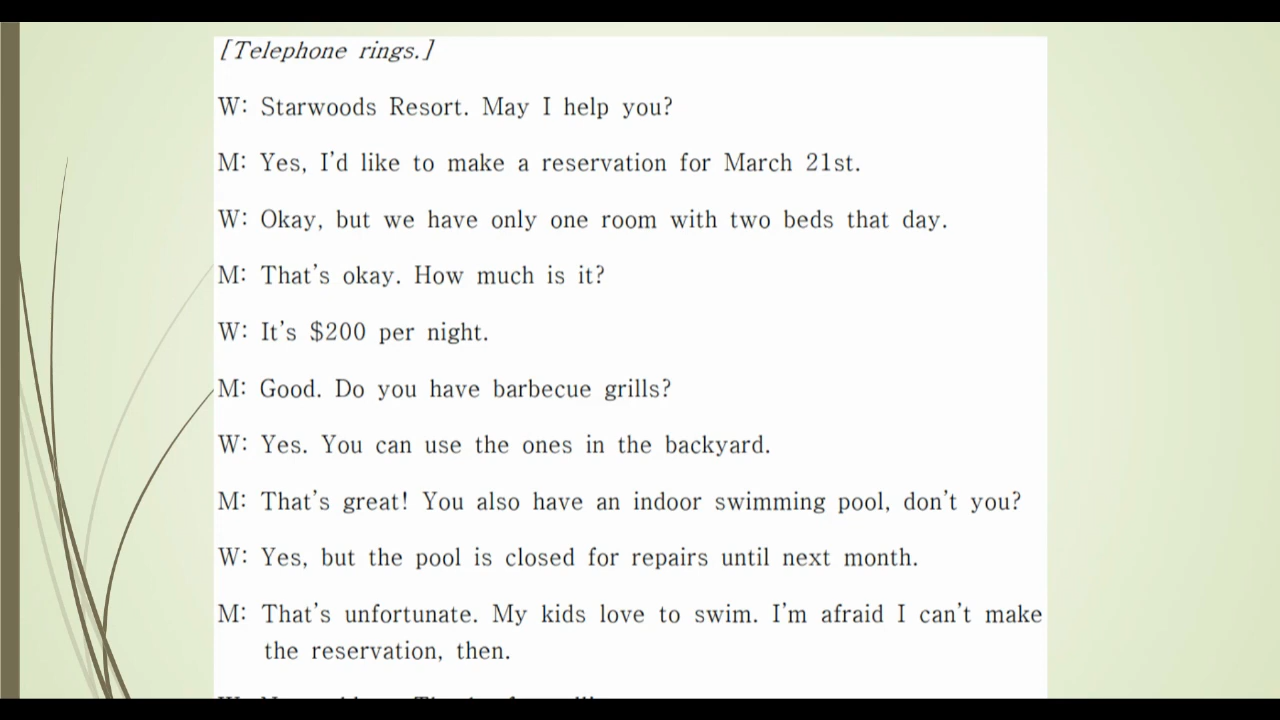 [Telephone rings.]
W: Starwoods Resort. May I help you?
M: Yes, I'd like to make a reservation for March 21st.
W: Okay, but we have only one room with two beds that day.
M: That's okay. How much is it?
W: It's $200 per night.
M: Good. Do you have barbecue grills?
W: Yes. You can use the ones in the backyard.
M: That's great! You also have an indoor swimming pool, don't you?
W: Yes, but the pool is closed for repairs until next month.
M: That's unfortunate. My kids love to swim. I'm afraid I can't make
the reservation, then.